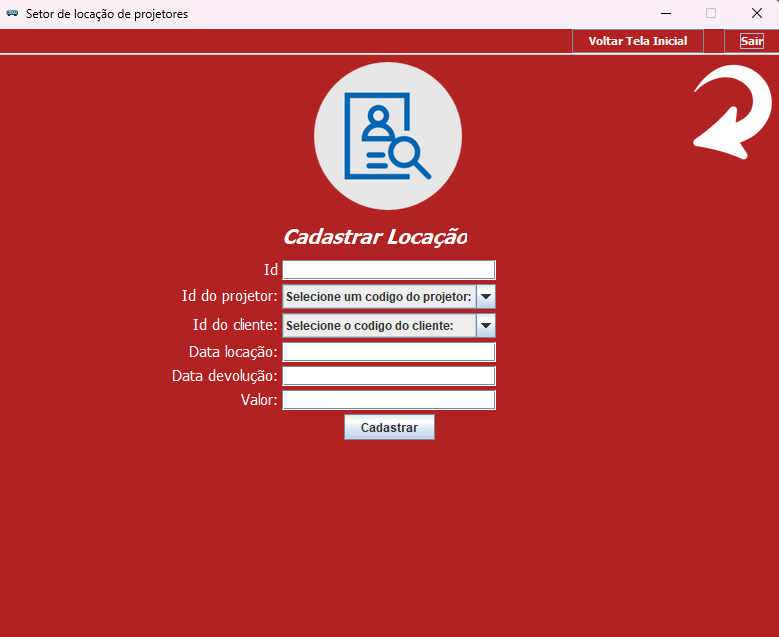 Setor de locação de projetores
Voltar Tela Inicial
Sair
Cadastrar Locação
Id
Id do projetor: Selecione um codigo do projetor:
Id do cliente: Selecione o codigo do cliente:
Data locação:
Data devolução:
Valor:
Cadastrar